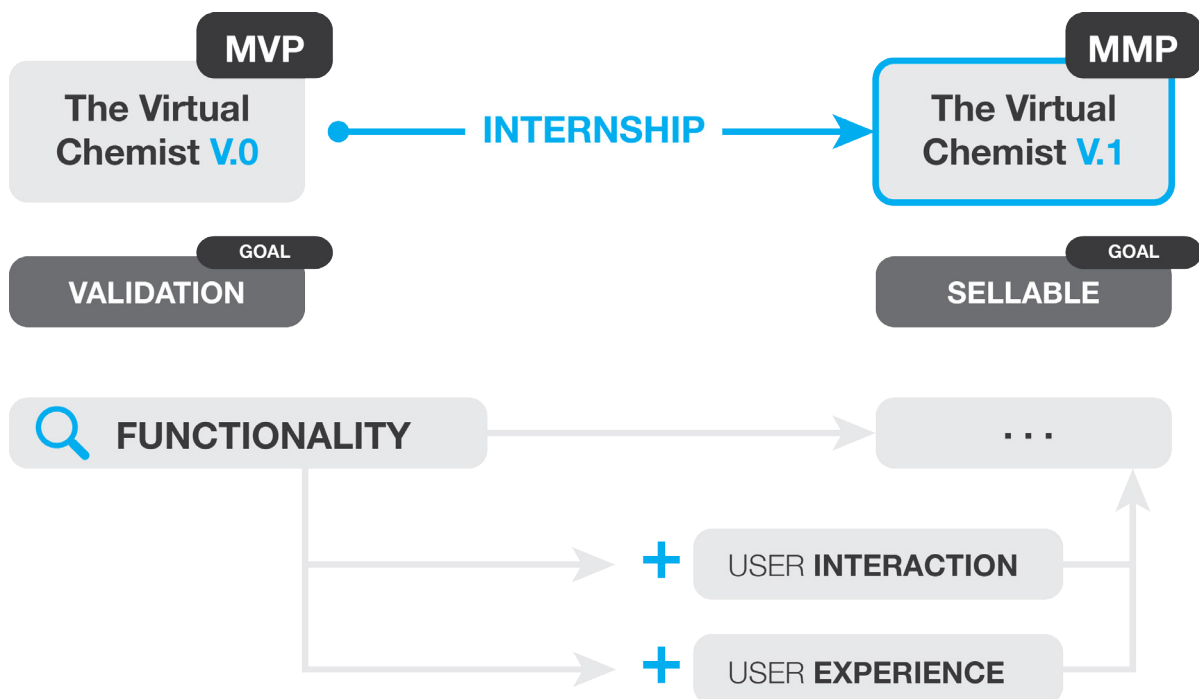 MVP
The Virtual
Chemist V.0
INTERNSHIP
MMP
The Virtual
Chemist V.1
GOAL
VALIDATION
GOAL
SELLABLE
FUNCTIONALITY
...
+ USER INTERACTION
+ USER EXPERIENCE